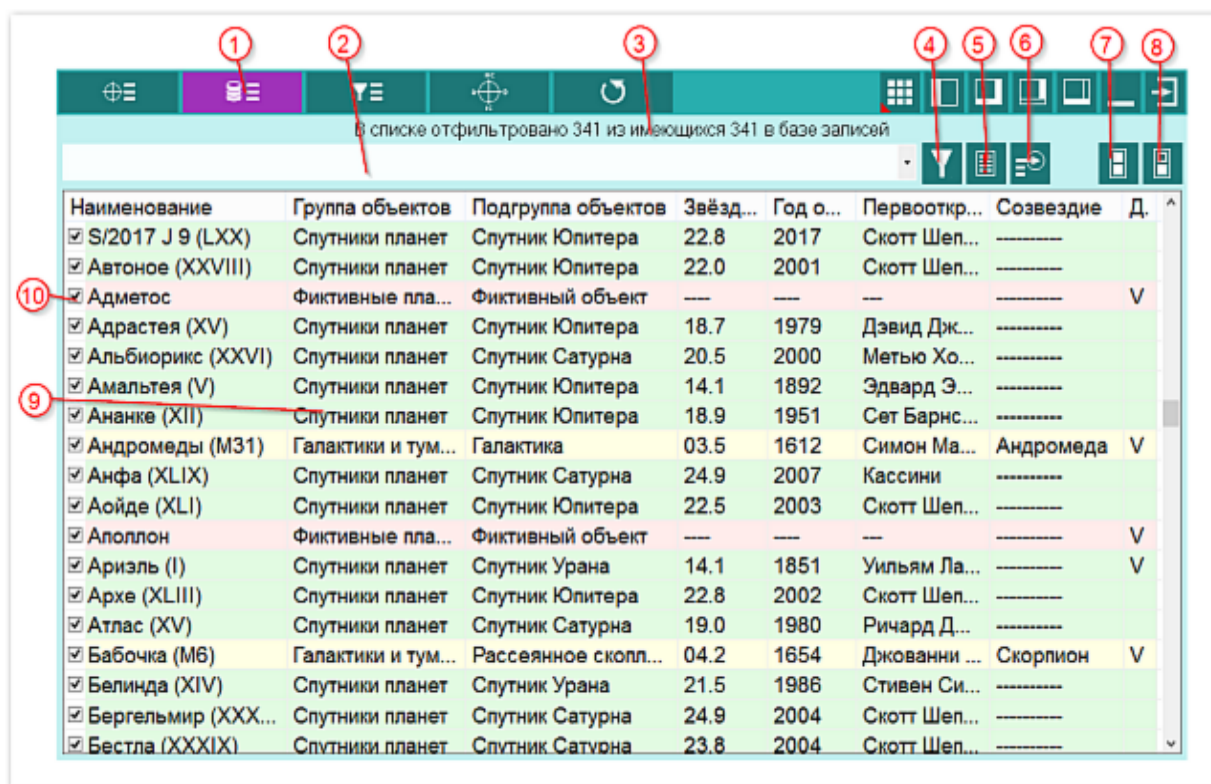 1 2 3 4 5 6 7 8
В списке отфильтровано 341 из имеющихся 341 в базе записей
Наименование Группа объектов Подгруппа объектов Звёзд... Год о... Первооткр... Созвездие Д.
S/2017 J 9 (LXX) Спутники планет Спутник Юпитера 22.8 2017 Скотт Шеп... ----------
Автоное (XXVIII) Спутники планет Спутник Юпитера 22.0 2001 Скотт Шеп... ----------
10 Адметос Фиктивные пла... Фиктивный объект ---- ---- --- ---------- V
Адрастея (XV) Спутники планет Спутник Юпитера 18.7 1979 Дэвид Дж... ----------
Альбиорикс (XXVI) Спутники планет Спутник Сатурна 20.5 2000 Метью Хо... ----------
Амальтея (V) Спутники планет Спутник Юпитера 14.1 1892 Эдвард Э... ----------
9 Ананке (XII) Спутники планет Спутник Юпитера 18.9 1951 Сет Барнс... ----------
Андромеды (M31) Галактики и тум... Галактика 03.5 1612 Симон Ма... Андромеда V
Анфа (XLIX) Спутники планет Спутник Сатурна 24.9 2007 Кассини ----------
Аойде (XLI) Спутники планет Спутник Юпитера 22.5 2003 Скотт Шеп... ----------
Аполлон Фиктивные пла... Фиктивный объект ---- ---- --- ---------- V
Ариэль (I) Спутники планет Спутник Урана 14.1 1851 Уильям Ла... ---------- V
Архе (XLIII) Спутники планет Спутник Юпитера 22.8 2002 Скотт Шеп... ----------
Атлас (XV) Спутники планет Спутник Сатурна 19.0 1980 Ричард Д... ----------
Бабочка (M6) Галактики и тум... Рассеянное скопл... 04.2 1654 Джованни ... Скорпион V
Белинда (XIV) Спутники планет Спутник Урана 21.5 1986 Стивен Си... ----------
Бергельмир (XXX... Спутники планет Спутник Сатурна 24.9 2004 Скотт Шеп... ----------
Бестла (XXXIX) Спутники планет Спутник Сатурна 23.8 2004 Скотт Шеп... ----------